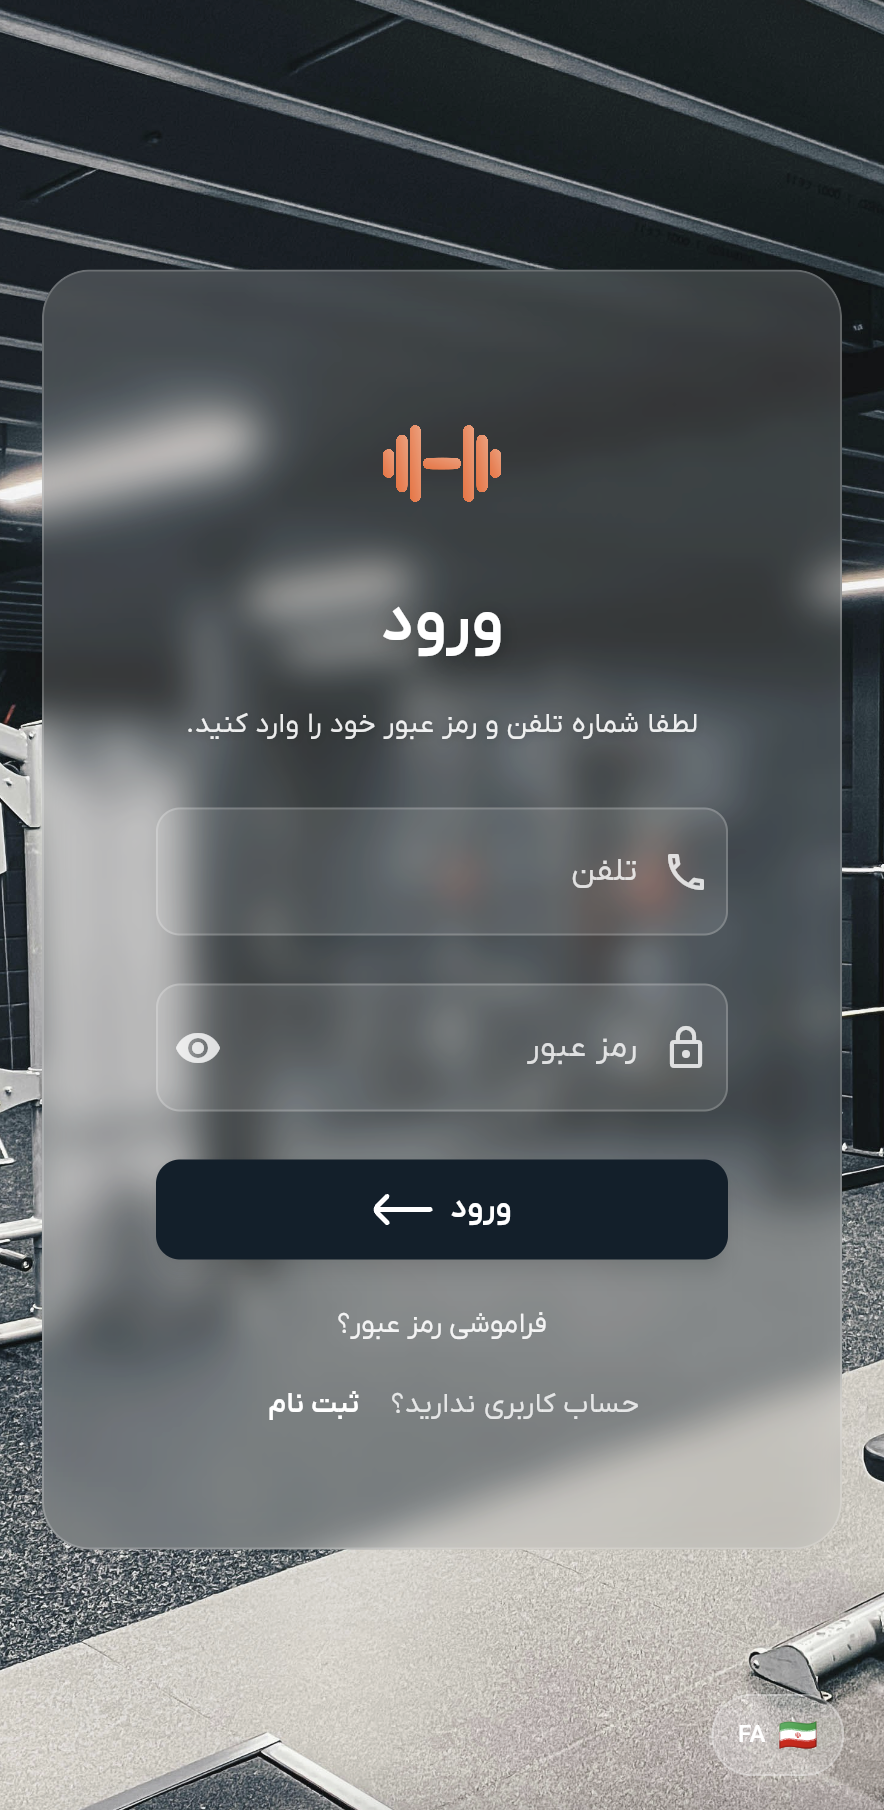 ورود
لطفا شماره تلفن و رمز عبور خود را وارد کنید.
تلفن
رمز عبور
ورود
فراموشی رمز عبور؟
حساب کاربری ندارید؟ ثبت نام
FA